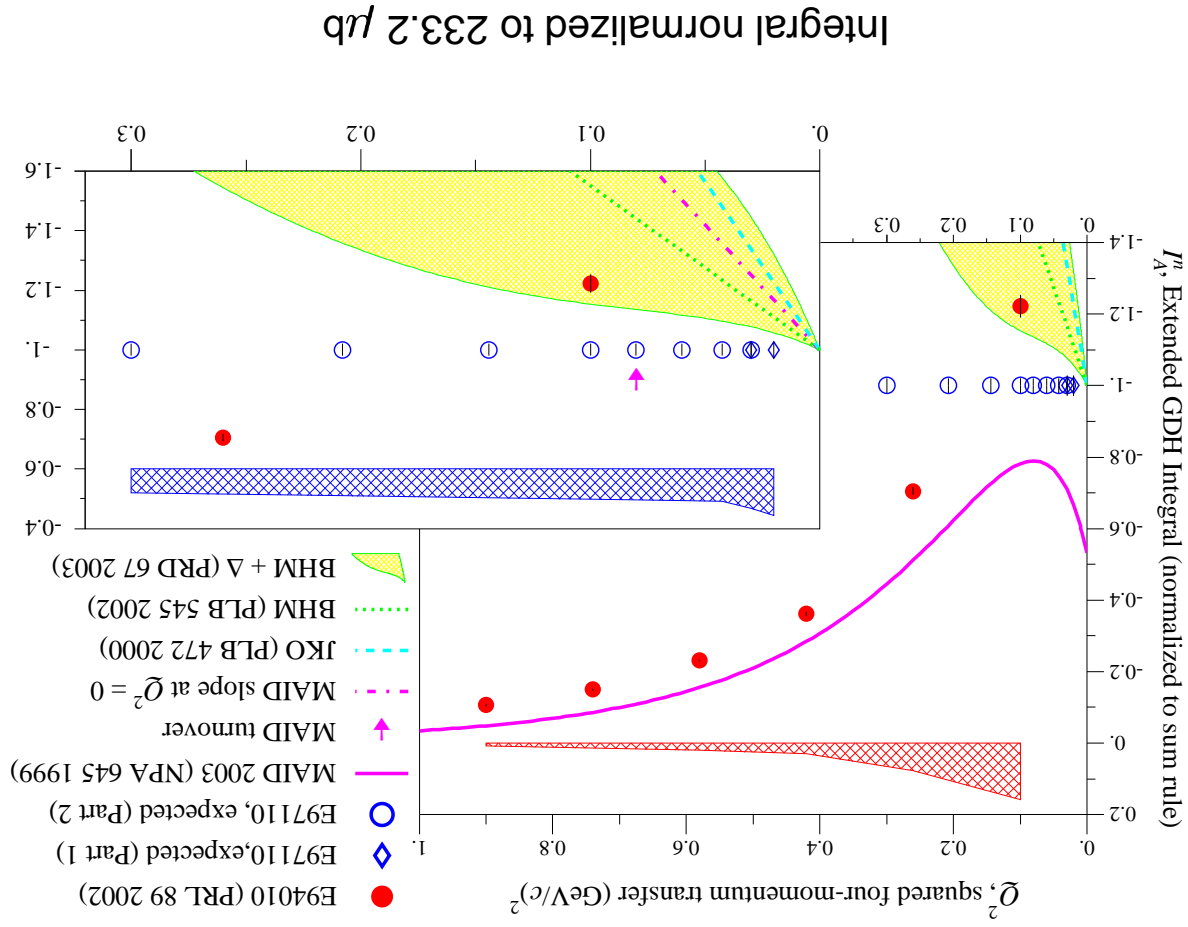 Q², squared four-momentum transfer (GeV/c)²
E94010 (PRL 89 2002)
E97110,expected (Part 1)
E97110, expected (Part 2)
MAID 2003 (NPA 645 1999)
MAID turnover
MAID slope at Q² = 0
JKO (PLB 472 2000)
BHM (PLB 545 2002)
BHM + Δ (PRD 67 2003)
0. 0.2 0.4 0.6 0.8 1.
I_A^n, Extended GDH Integral (normalized to sum rule)
0.2
0.
-0.2
-0.4
-0.6
-0.8
-1.
-1.2
-1.4
0. 0.1 0.2 0.3
-0.4
-0.6
-0.8
-1.
-1.2
-1.4
-1.6
0. 0.1 0.2 0.3
Integral normalized to 233.2 μb